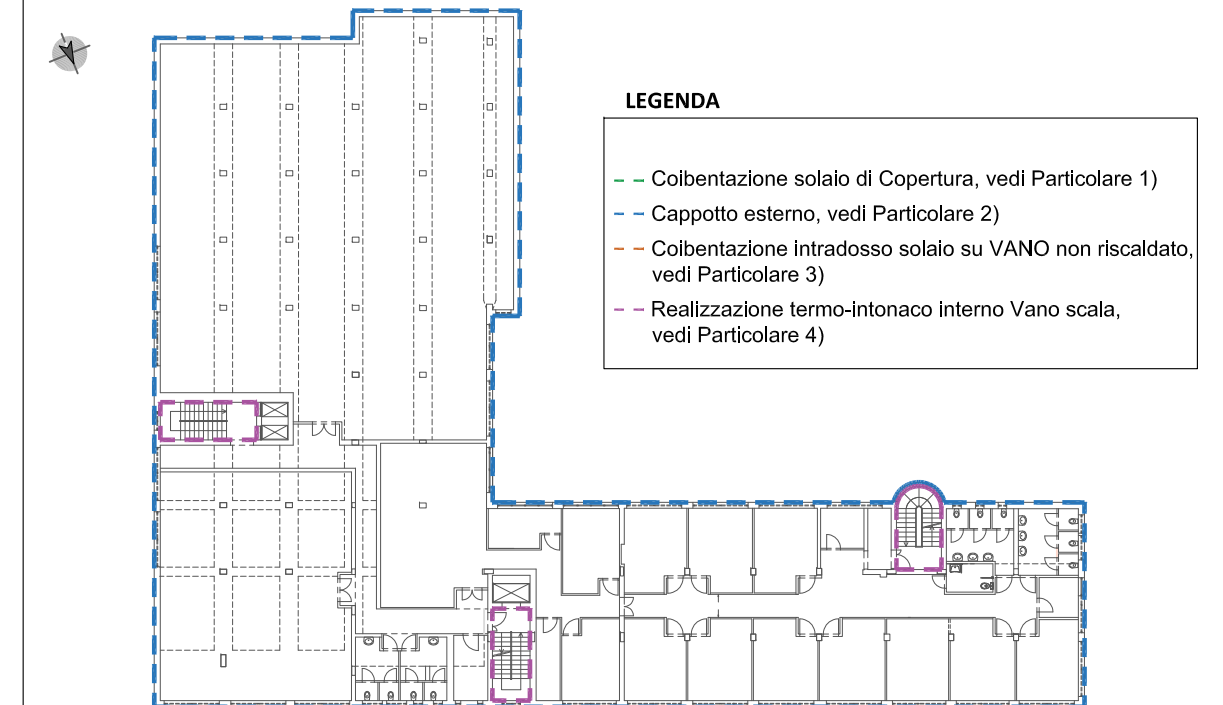 LEGENDA
Coibentazione solaio di Copertura, vedi Particolare 1)
Cappotto esterno, vedi Particolare 2)
Coibentazione intradosso solaio su VANO non riscaldato,
vedi Particolare 3)
Realizzazione termo-intonaco interno Vano scala,
vedi Particolare 4)